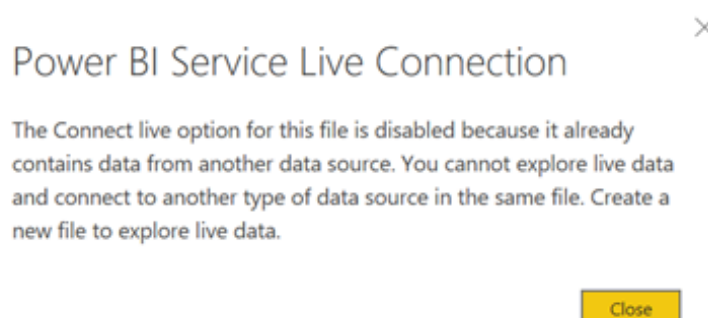 Power BI Service Live Connection
The Connect live option for this file is disabled because it already
contains data from another data source. You cannot explore live data
and connect to another type of data source in the same file. Create a
new file to explore live data.
Close